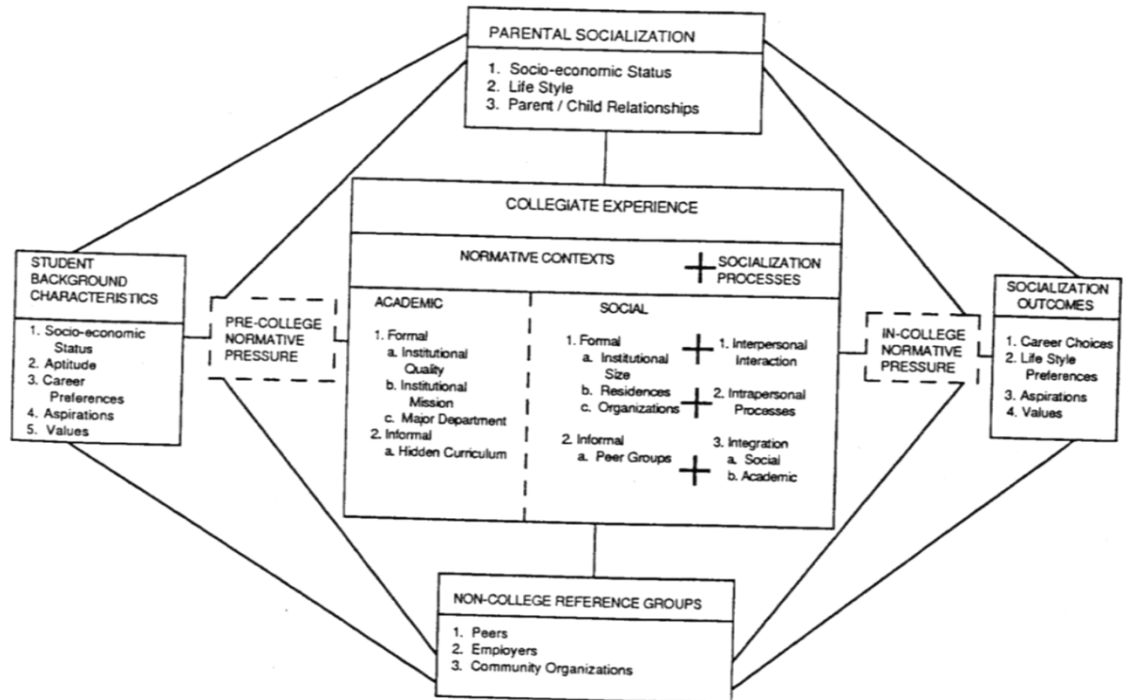 PARENTAL SOCIALIZATION
1. Socio-economic Status
2. Life Style
3. Parent / Child Relationships
STUDENT
BACKGROUND
CHARACTERISTICS
1. Socio-economic
Status
2. Aptitude
3. Career
Preferences
4. Aspirations
5. Values
PRE-COLLEGE
NORMATIVE
PRESSURE
COLLEGIATE EXPERIENCE
NORMATIVE CONTEXTS
+ SOCIALIZATION
PROCESSES
ACADEMIC
1. Formal
a. Institutional
Quality
b. Institutional
Mission
c. Major Department
2. Informal
a. Hidden Curriculum
SOCIAL
1. Formal
a. Institutional
Size
b. Residences
c. Organizations
2. Informal
a. Peer Groups
+ 1. Interpersonal
Interaction
+ 2. Intrapersonal
Processes
3. Integration
+ a. Social
b. Academic
IN-COLLEGE
NORMATIVE
PRESSURE
SOCIALIZATION
OUTCOMES
1. Career Choices
2. Life Style
Preferences
3. Aspirations
4. Values
NON-COLLEGE REFERENCE GROUPS
1. Peers
2. Employers
3. Community Organizations